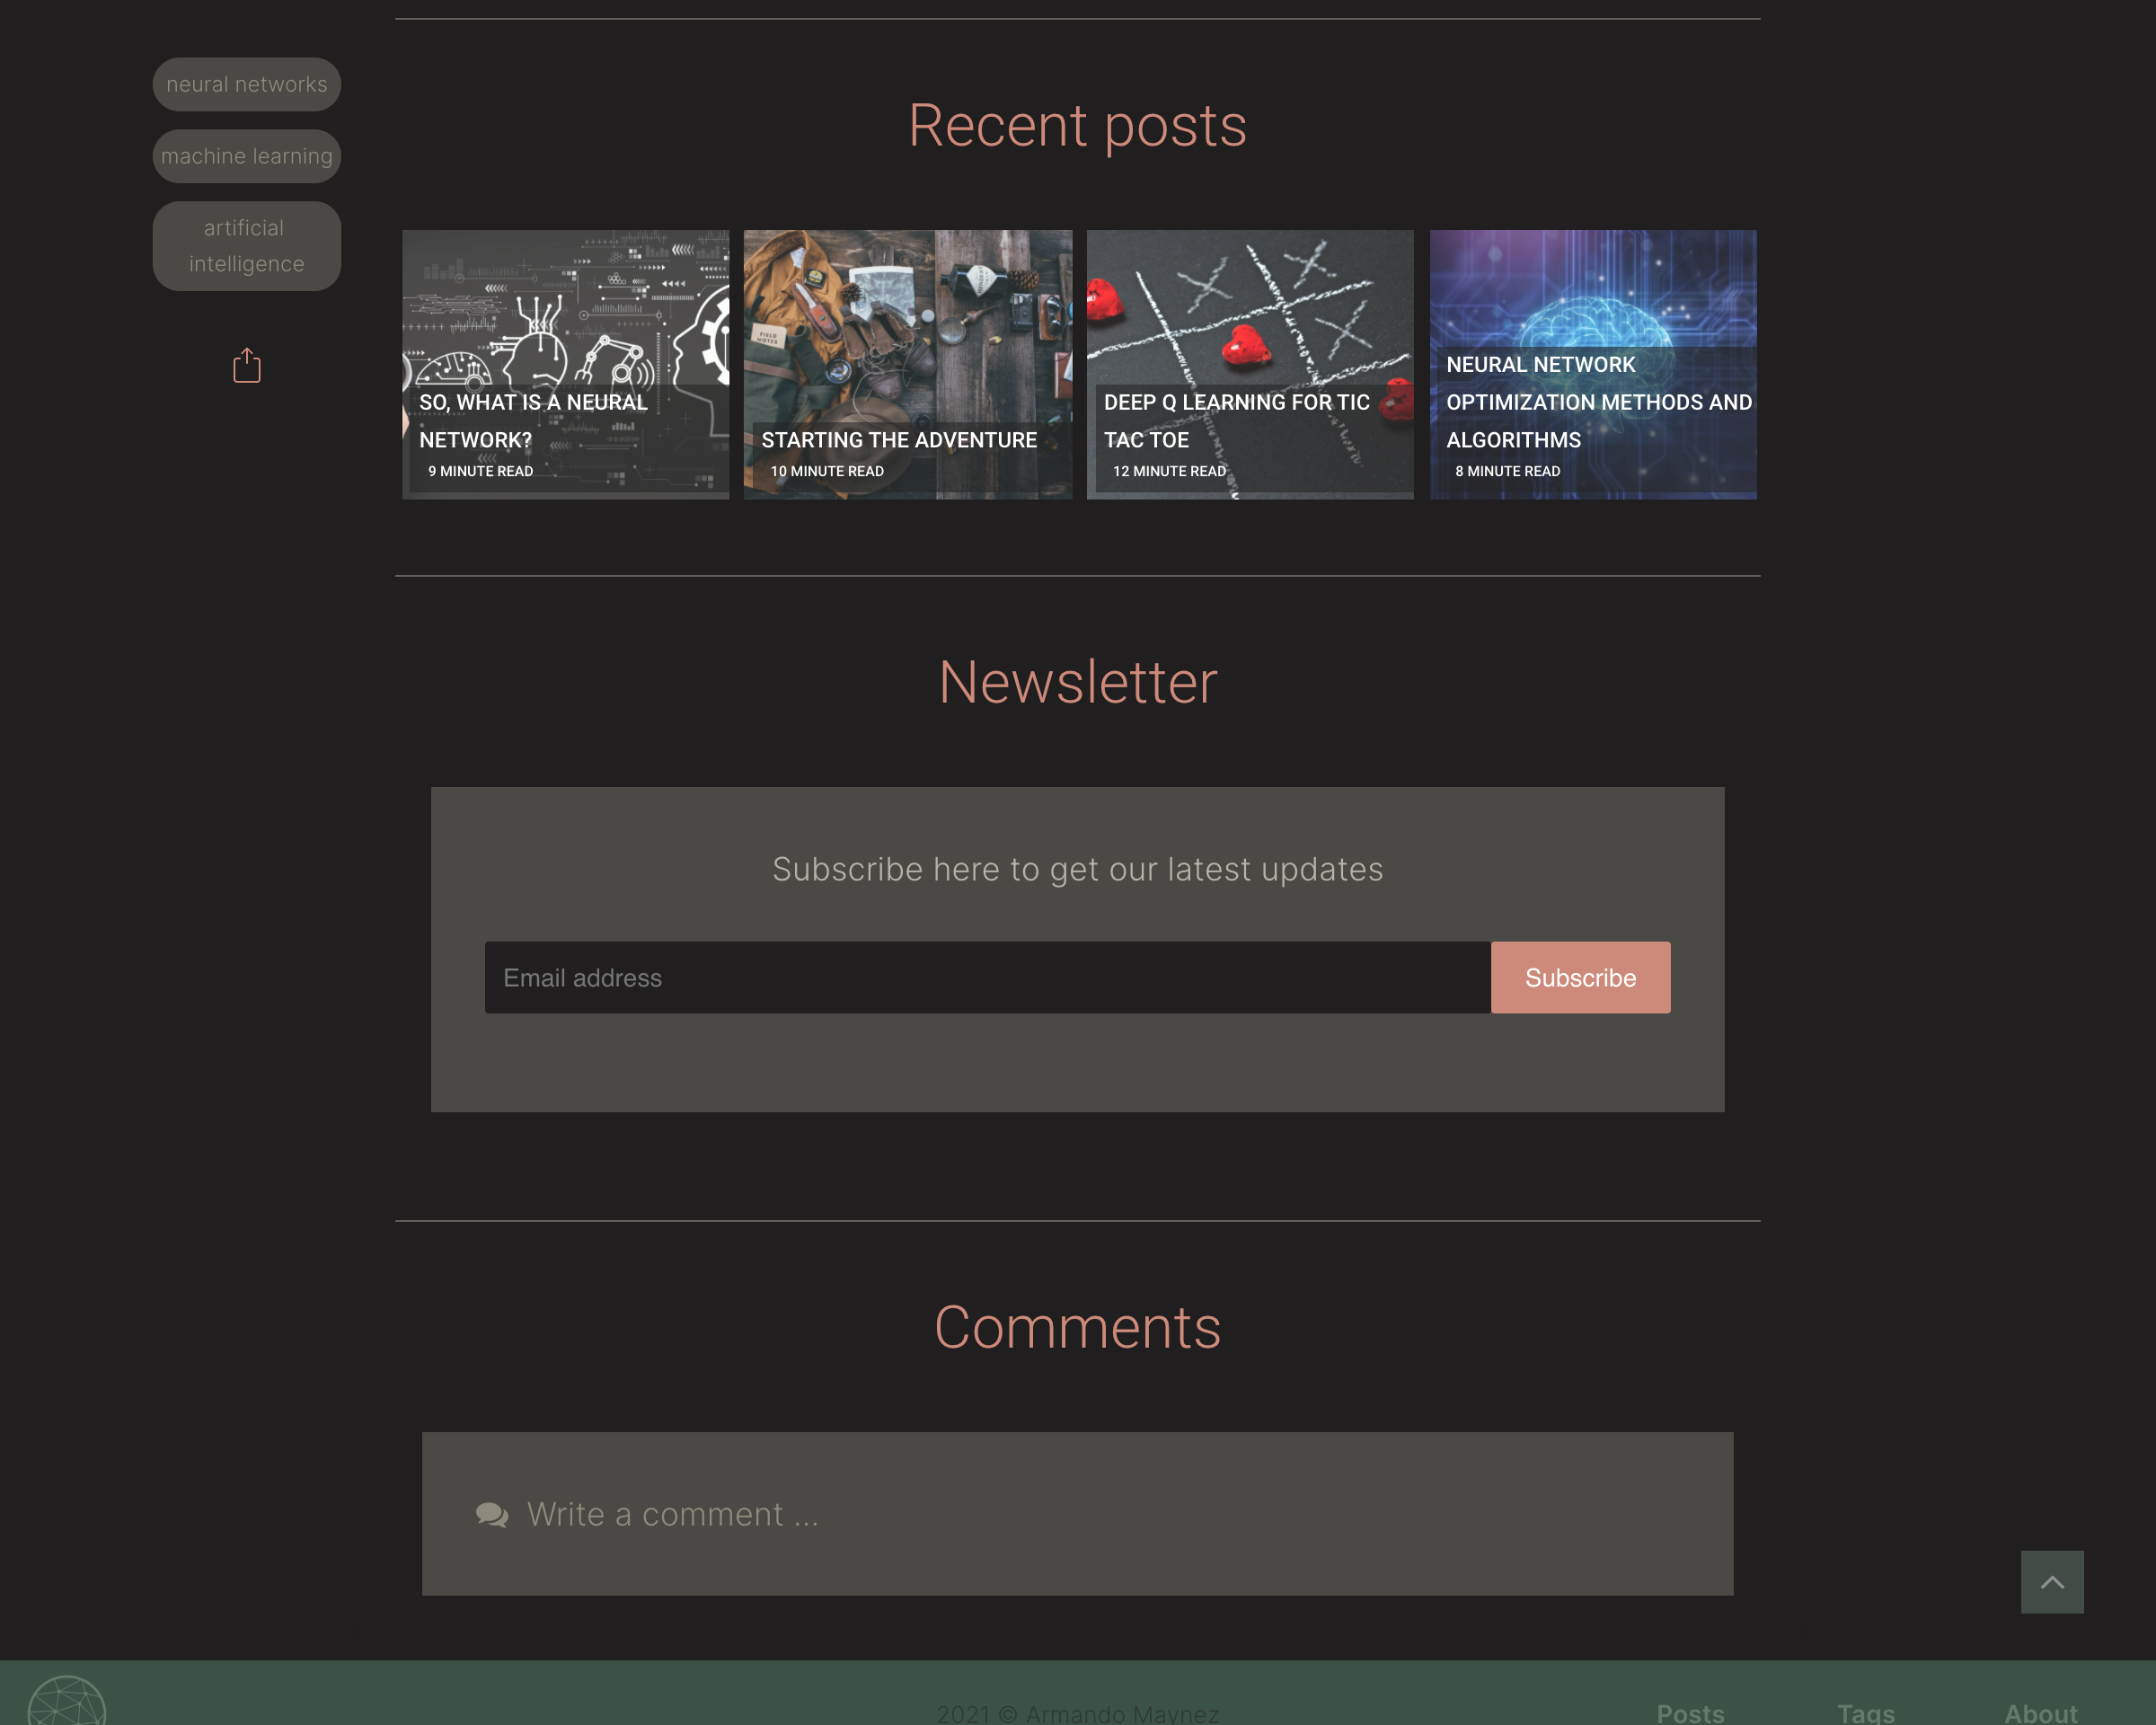 neural networks
machine learning
artificial
intelligence
Recent posts
SO, WHAT IS A NEURAL
NETWORK?
9 MINUTE READ
FIELD
NOTES
STARTING THE ADVENTURE
10 MINUTE READ
DEEP Q LEARNING FOR TIC
TAC TOE
12 MINUTE READ
NEURAL NETWORK
OPTIMIZATION METHODS AND
ALGORITHMS
8 MINUTE READ
Newsletter
Subscribe here to get our latest updates
Email address
Subscribe
Comments
Write a comment ...
2021 © Armando Maynez
Posts
Tags
About